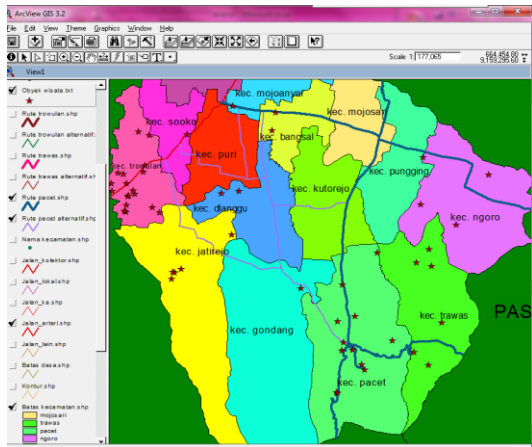 ArcView GIS 3.2
File Edit View Theme Graphics Window Help
Scale 1: 177,065
664,454.80
9,159,295.60
View1
Obyek wisata.txt
Rute trowulan.shp
Rute trowulan alternatif.
Rute trawas.shp
Rute trawas alternatif.s
Rute pacet.shp
Rute pacet alternatif.sh
Nama kecamatan.shp
Jalan_kolektor.shp
Jalan_lokal.shp
Jalan_ka.shp
Jalan_arteri.shp
Jalan_lain.shp
Batas desa.shp
Kontur.shp
Batas kecamatan.shp
mojosari
trawas
pacet
ngoro
kec. mojoanyar
kec. mojosar
kec. sooko
kec. bangsal
kec. puri
kec. trowulan
kec. pungging
kec. kutorejo
kec. dlanggu
kec. ngoro
kec. jatirejo
PAS
kec. trawas
kec. gondang
kec. pacet